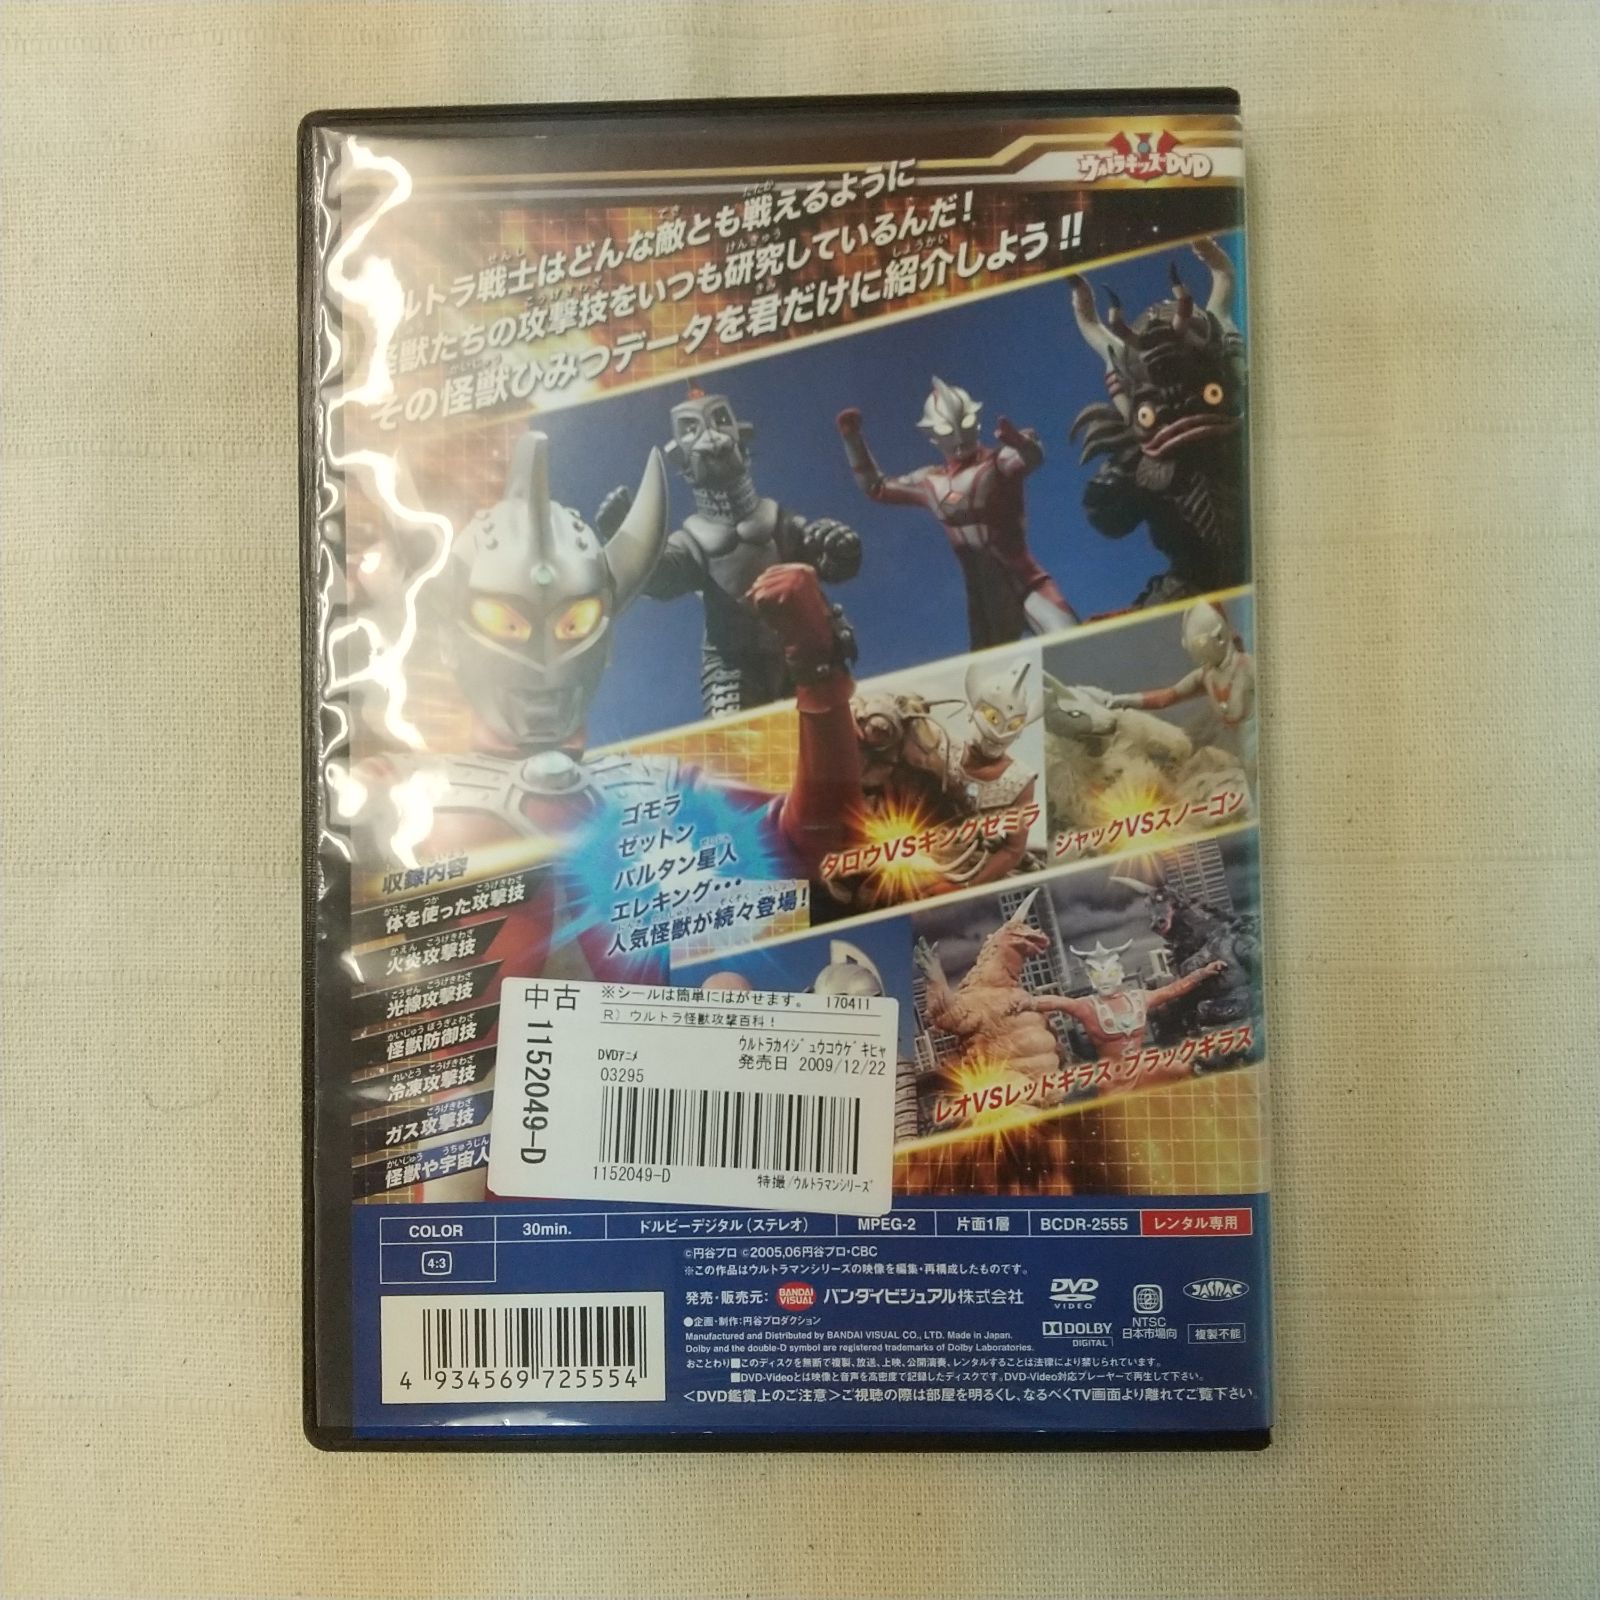 ウルトラキッズDVD
ウルトラ戦士はどんな敵とも戦えるように
怪獣たちの攻撃技をいつも研究しているんだ!
その怪獣ひみつデータを君だけに紹介しよう!!
ゴモラ
ゼットン
バルタン星人
エレキング・・・
人気怪獣が続々登場!
タロウVSキングゼミラ
ジャックVSスノーゴン
レオVSレッドギラス・ブラックギラス
収録内容
体を使った攻撃技
火炎攻撃技
光線攻撃技
怪獣防御技
冷凍攻撃技
ガス攻撃技
怪獣や宇宙人
中古
1152049-D
※シールは簡単にはがせます。 170411
R) ウルトラ怪獣攻撃百科!
ウルトラカイジュウコウゲキヒャ
DVDアニメ
発売日 2009/12/22
03295
1152049-D
特撮/ウルトラマンシリーズ
COLOR 30min. ドルビーデジタル(ステレオ) MPEG-2 片面1層 BCDR-2555 レンタル専用
4:3
©円谷プロ ©2005,06円谷プロ・CBC
※この作品はウルトラマンシリーズの映像を編集・再構成したものです。
発売・販売元: BANDAI VISUAL バンダイビジュアル株式会社
●企画・制作:円谷プロダクション
Manufactured and Distributed by BANDAI VISUAL CO., LTD. Made in Japan.
Dolby and the double-D symbol are registered trademarks of Dolby Laboratories.
DVD VIDEO
DOLBY DIGITAL
2
NTSC
日本市場向
JASRAC
複製不能
おことわり■このディスクを無断で複製、放送、上映、公開演奏、レンタルすることは法律により禁じられています。
■DVD-Videoとは映像と音声を高密度で記録したディスクです。DVD-Video対応プレーヤーで再生して下さい。
<DVD鑑賞上のご注意>ご視聴の際は部屋を明るくし、なるべくTV画面より離れてご覧下さい。
4 934569 725554